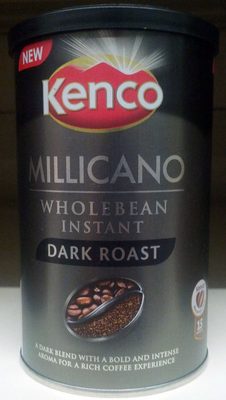 NEW
Kenco
MILLICANO
WHOLEBEAN
INSTANT
DARK ROAST
A DARK BLEND WITH A BOLD AND INTENSE
AROMA FOR A RICH COFFEE EXPERIENCE